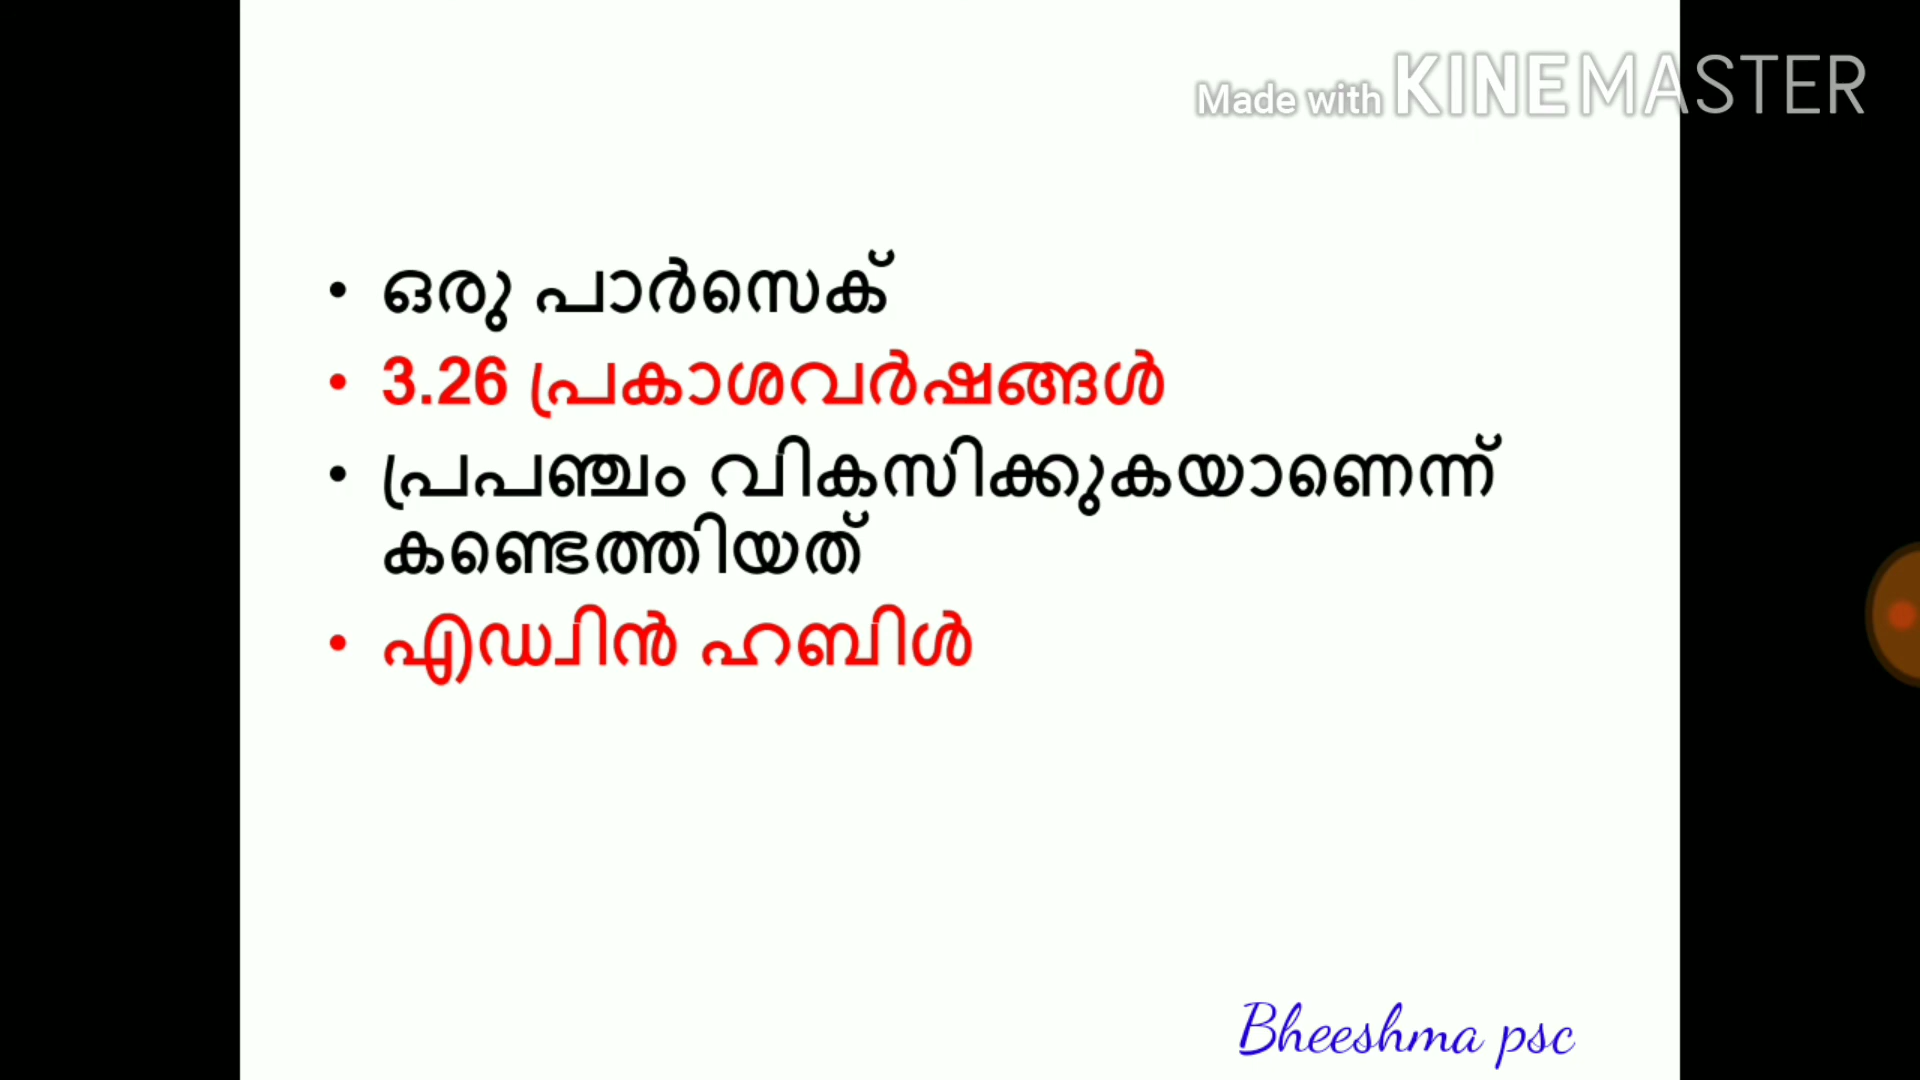 Made with KINEMASTER
• ഒരു പാർസെക്
• 3.26 പ്രകാശവർഷങ്ങൾ
• പ്രപഞ്ചം വികസിക്കുകയാണെന്ന്
കണ്ടെത്തിയത്
• എഡ്വിൻ ഹബിൾ
Bheeshma psc